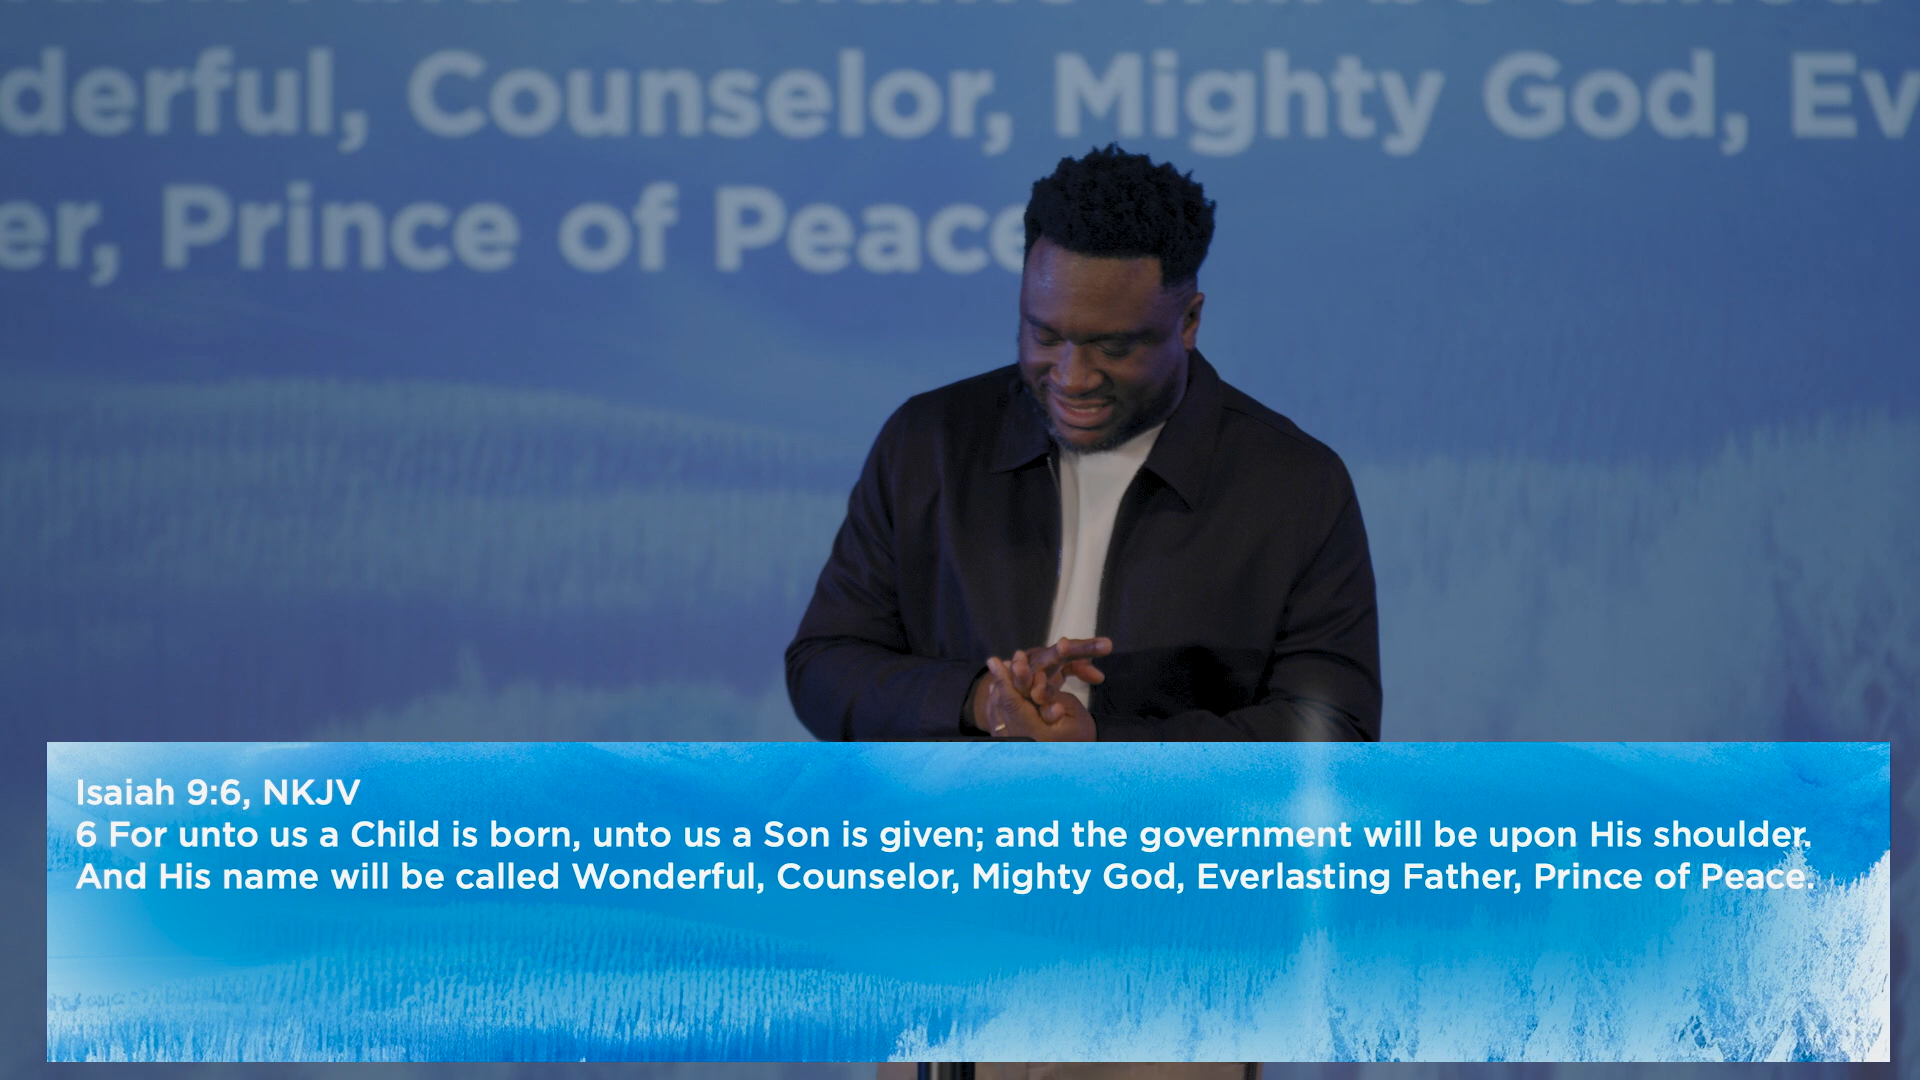 derful, Counselor, Mighty God, Ev
er, Prince of Peace
Isaiah 9:6, NKJV
6 For unto us a Child is born, unto us a Son is given; and the government will be upon His shoulder.
And His name will be called Wonderful, Counselor, Mighty God, Everlasting Father, Prince of Peace.